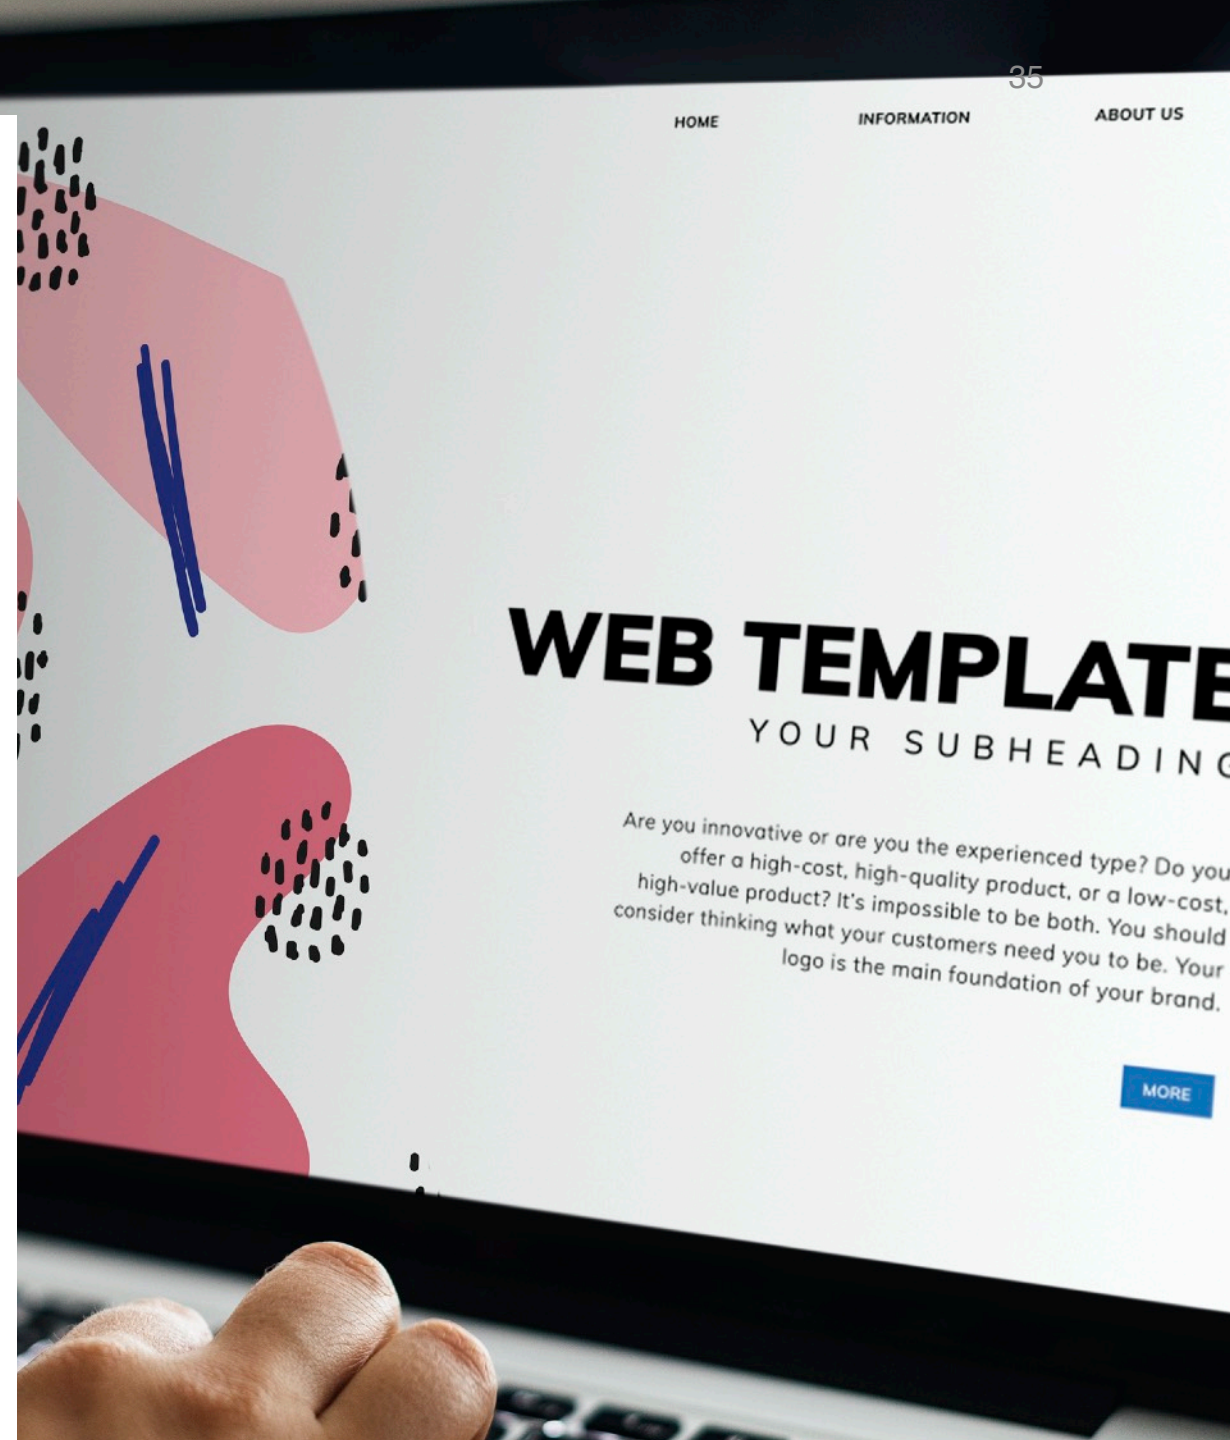 35
HOME INFORMATION ABOUT US
WEB TEMPLATE
YOUR SUBHEADING
Are you innovative or are you the experienced type? Do you
offer a high-cost, high-quality product, or a low-cost,
high-value product? It's impossible to be both. You should
consider thinking what your customers need you to be. Your
logo is the main foundation of your brand.
MORE